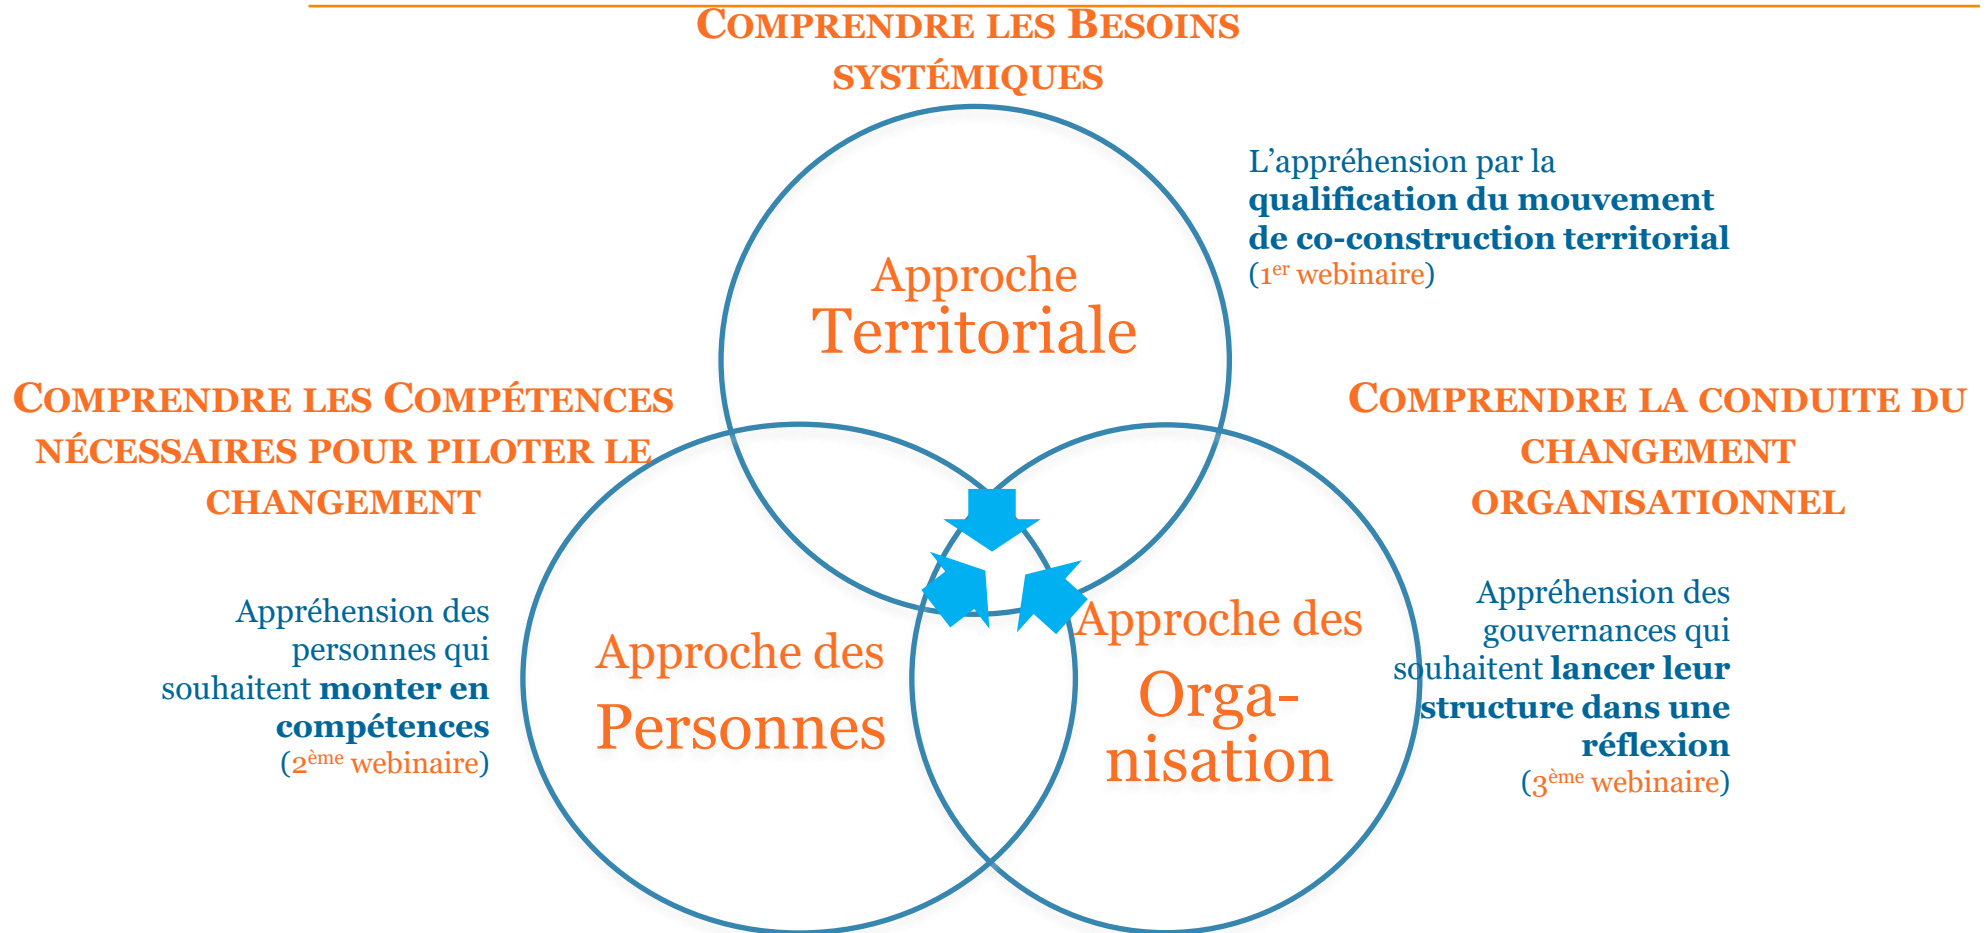 COMPRENDRE LES BESOINS
SYSTÉMIQUES
L'appréhension par la
qualification du mouvement
de co-construction territorial
(1er webinaire)
Approche
Territoriale
COMPRENDRE LES COMPÉTENCES
NÉCESSAIRES POUR PILOTER LE
CHANGEMENT
COMPRENDRE LA CONDUITE DU
CHANGEMENT
ORGANISATIONNEL
Appréhension des
personnes qui
souhaitent monter en
compétences
(2ème webinaire)
Approche des
Personnes
Approche des
Orga-
nisation
Appréhension des
gouvernances qui
souhaitent lancer leur
structure dans une
réflexion
(3ème webinaire)